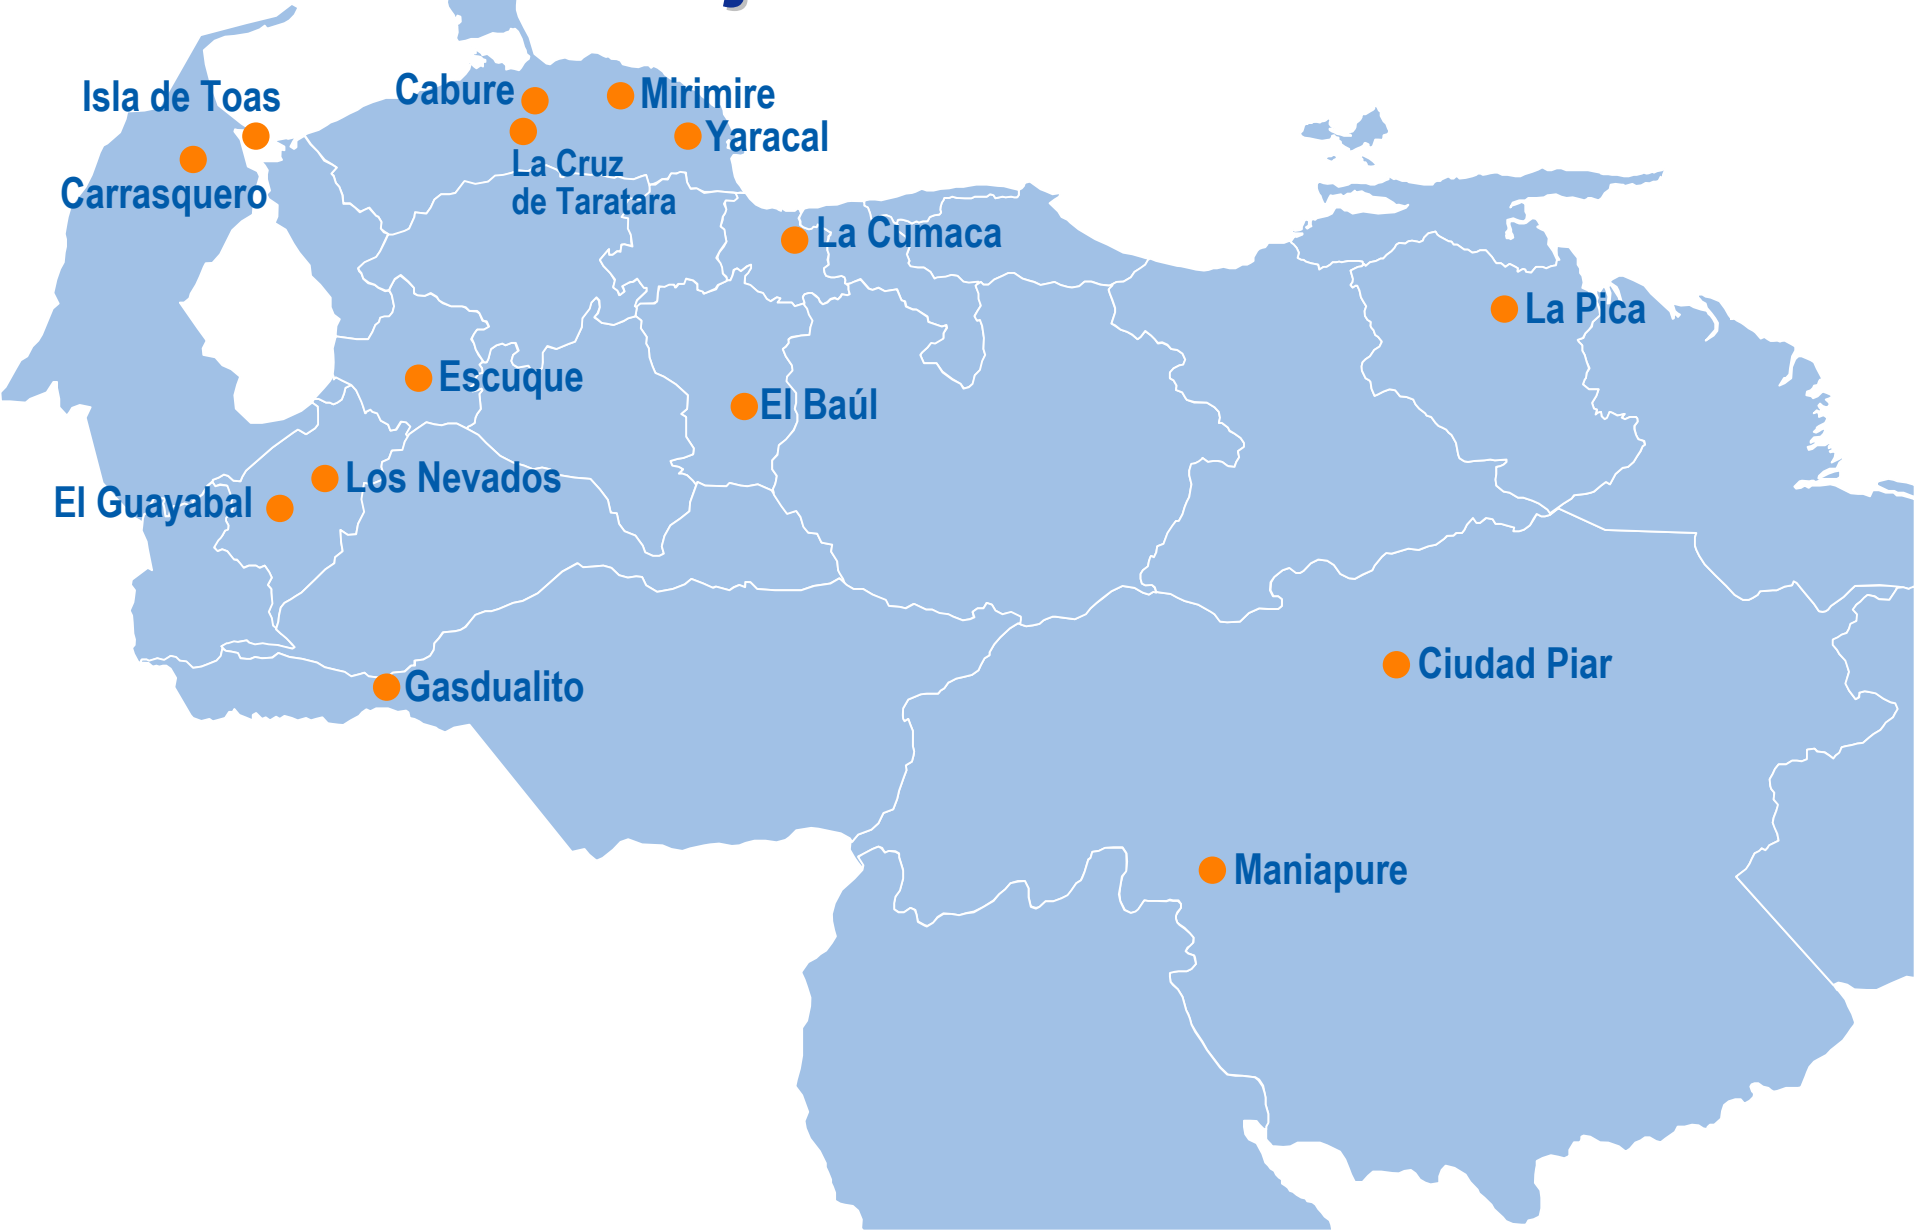 Isla de Toas
Cabure
Mirimire
Yaracal
Carrasquero
La Cruz
de Taratara
La Cumaca
La Pica
Escuque
El Baúl
Los Nevados
El Guayabal
Ciudad Piar
Gasdualito
Maniapure